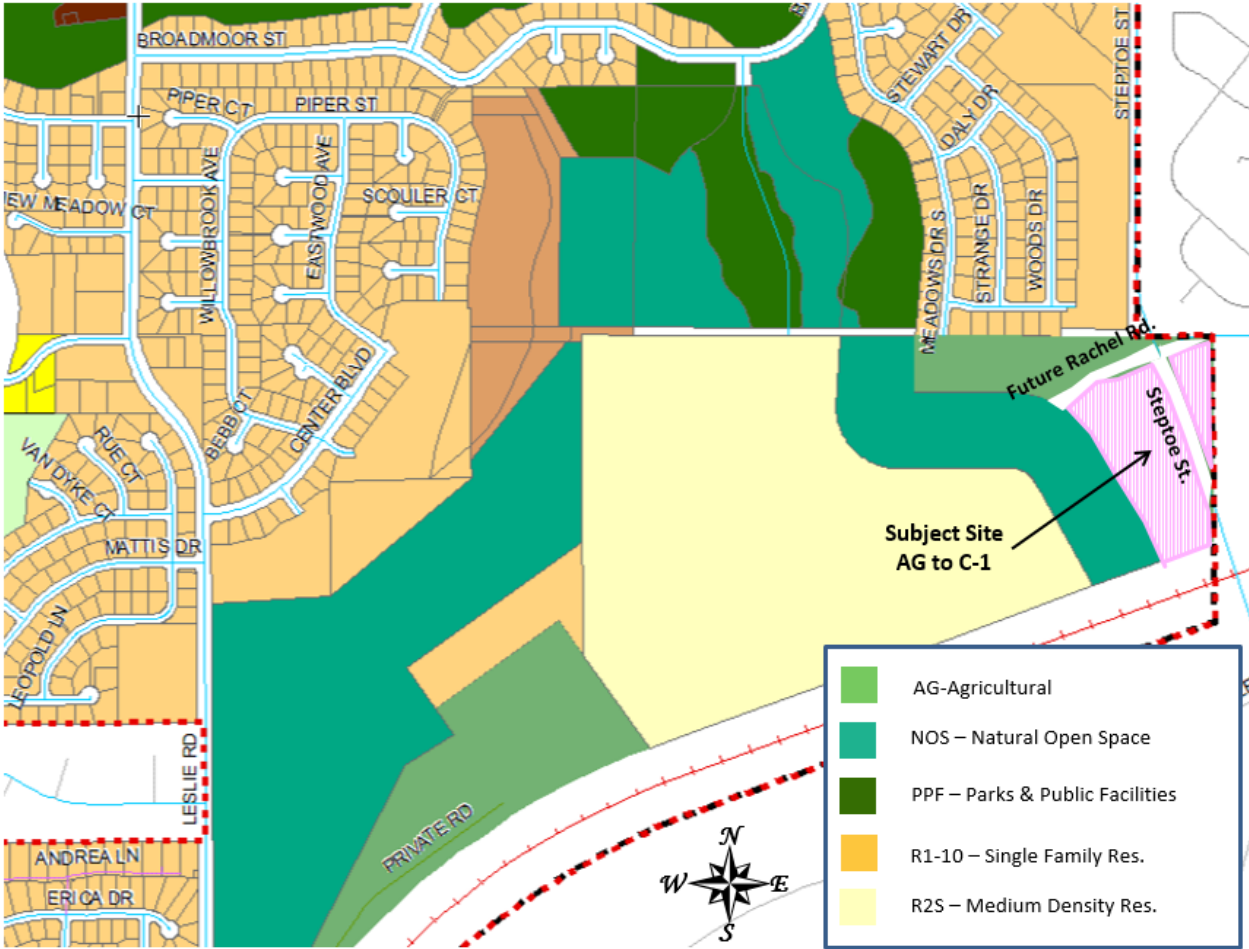 BROADMOOR ST
STEPTOE ST
STEWART DR
PIPER CT
PIPER ST
DALY DR
EASTWOOD AVE
SCOULER CT
MEADOW CT
WILLOWBROOK AVE
MEADOWS DR S
STRANGE DR
WOODS DR
Future Rachel Rd.
Steptoe St.
CENTER BLVD
BEBB CT
RUE CT
VAN DYKE CT
MATTIS DR
Subject Site
AG to C-1
LEOPOLD LN
LESLIE RD
PRIVATE RD
ANDREA LN
ERICA DR
N
W
E
S
AG-Agricultural
NOS – Natural Open Space
PPF – Parks & Public Facilities
R1-10 – Single Family Res.
R2S – Medium Density Res.